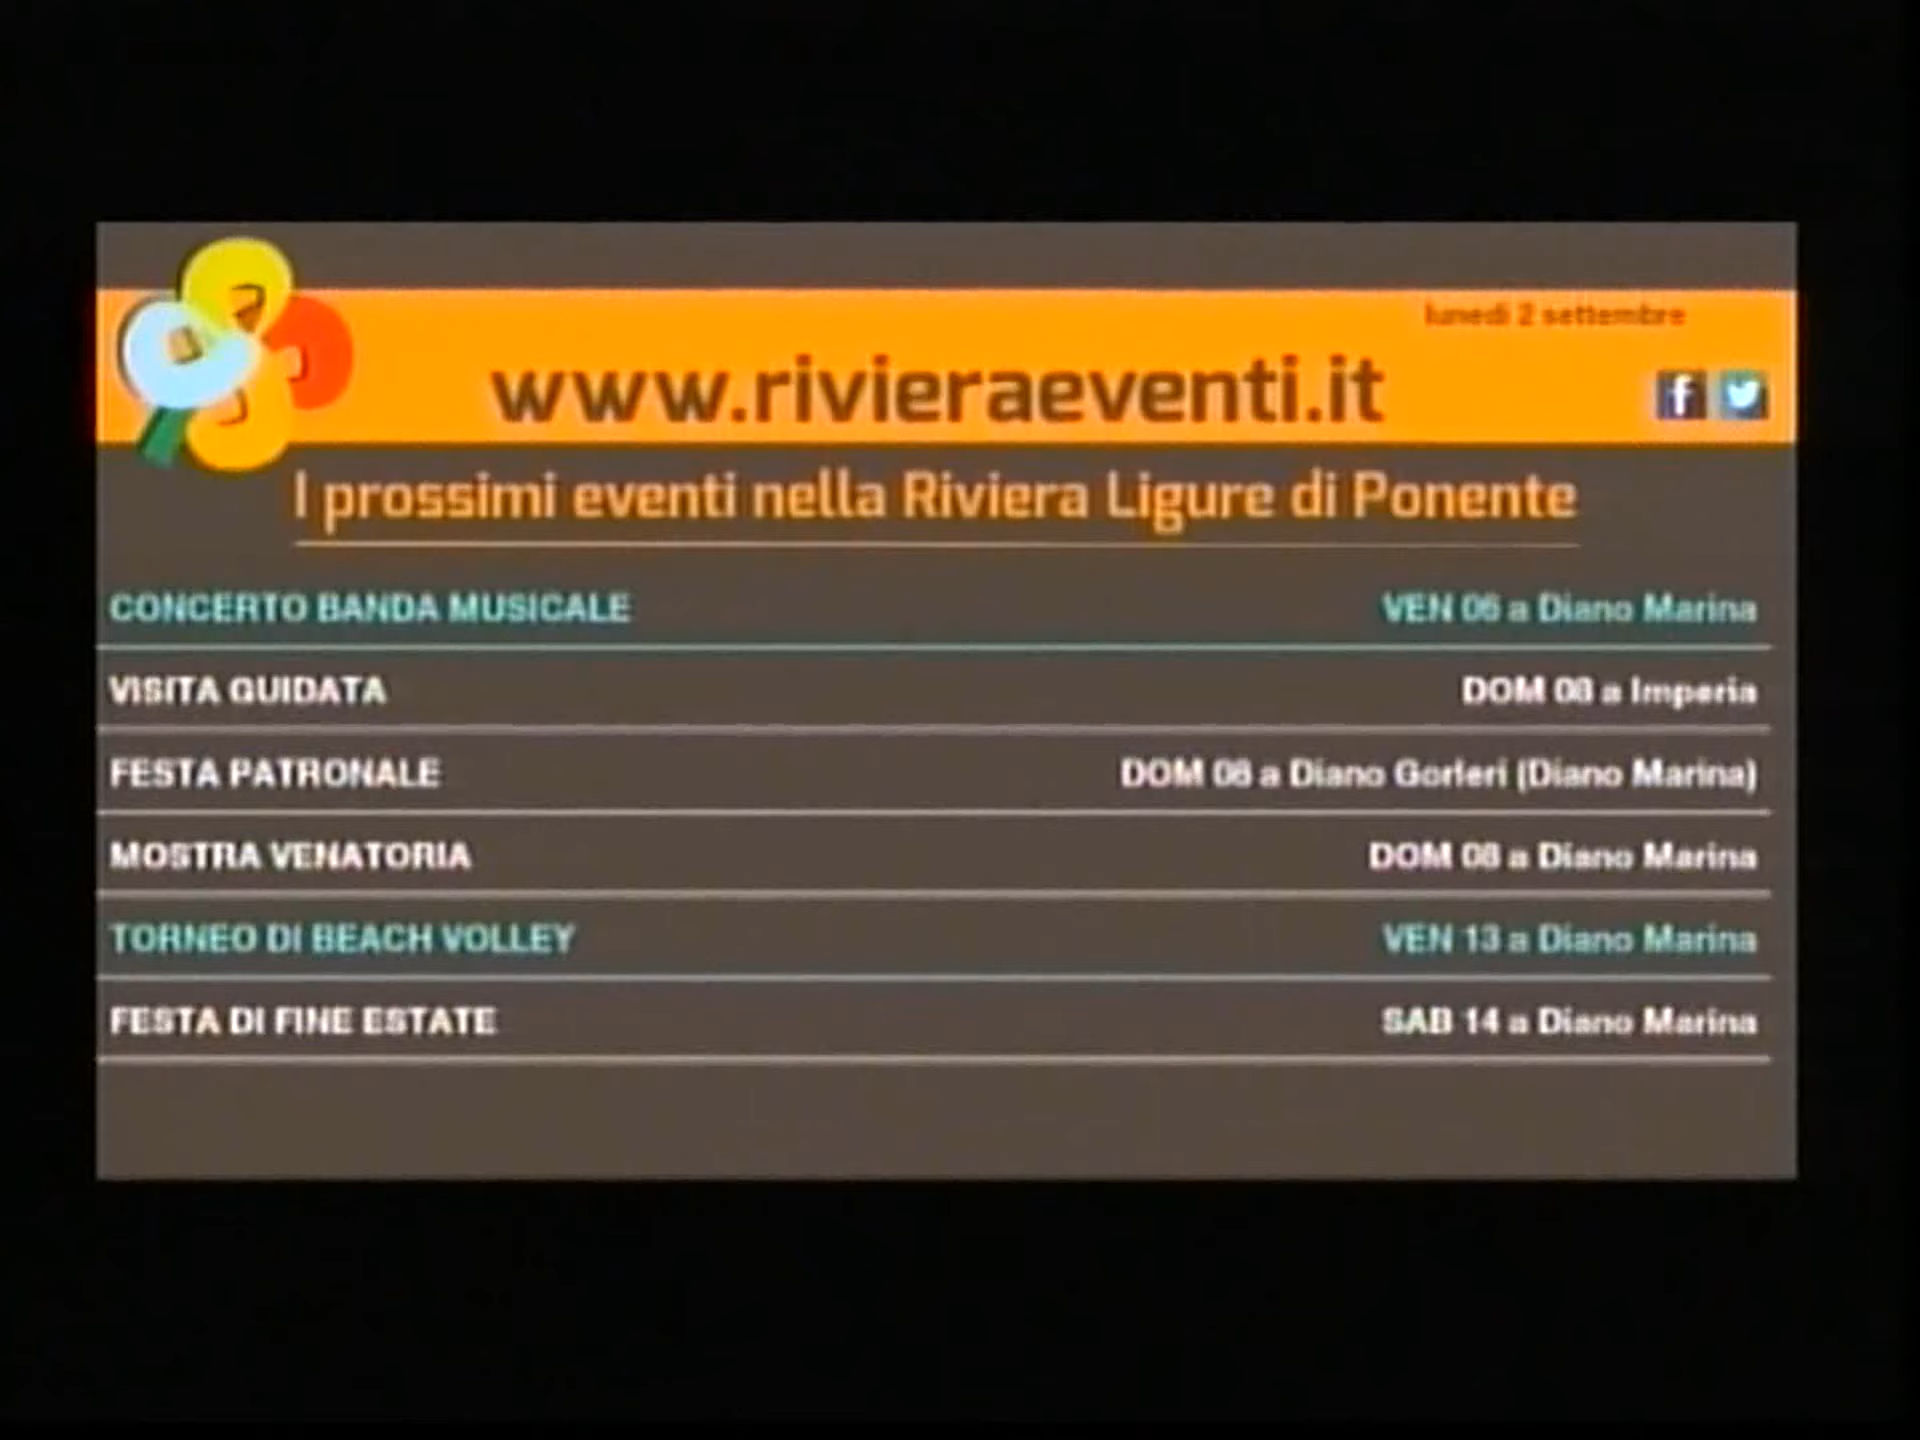 lunedì 2 settembre
www.rivieraeventi.it
I prossimi eventi nella Riviera Ligure di Ponente
CONCERTO BANDA MUSICALE VEN 06 a Diano Marina
VISITA GUIDATA DOM 08 a Imperia
FESTA PATRONALE DOM 08 a Diano Gorleri (Diano Marina)
MOSTRA VENATORIA DOM 08 a Diano Marina
TORNEO DI BEACH VOLLEY VEN 13 a Diano Marina
FESTA DI FINE ESTATE SAB 14 a Diano Marina